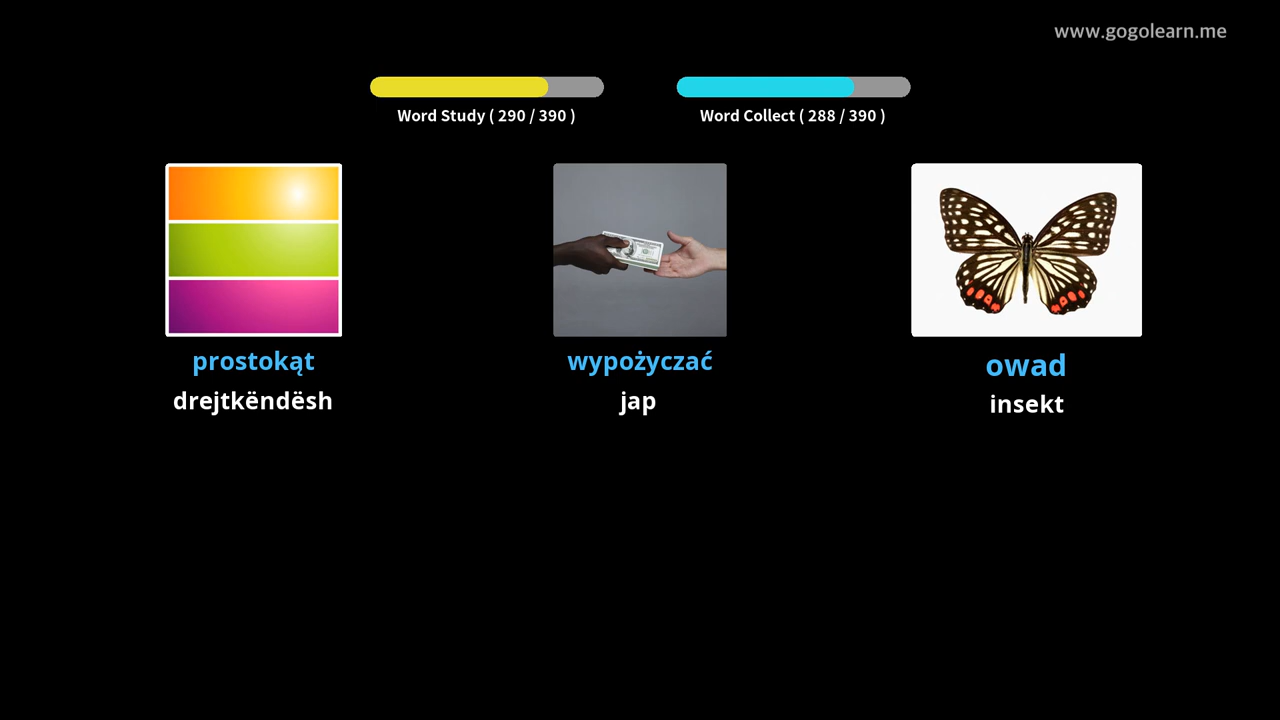 www.gogolearn.me
Word Study ( 290 / 390 )
Word Collect ( 288 / 390 )
prostokąt
drejtkëndësh
wypożyczać
jap
owad
insekt